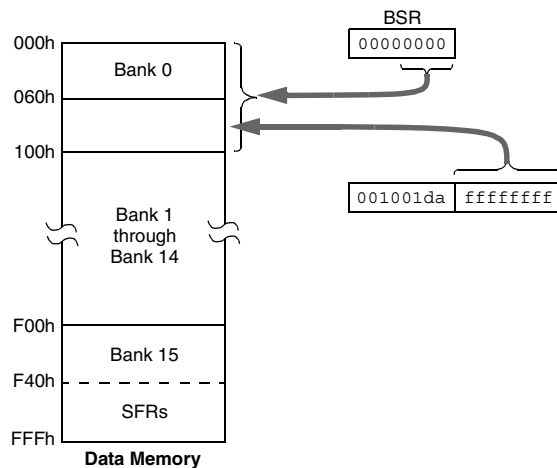 BSR
00000000
000h
Bank 0
060h
100h
001001da ffffffff
Bank 1
through
Bank 14
F00h
Bank 15
F40h
SFRs
FFFh
Data Memory